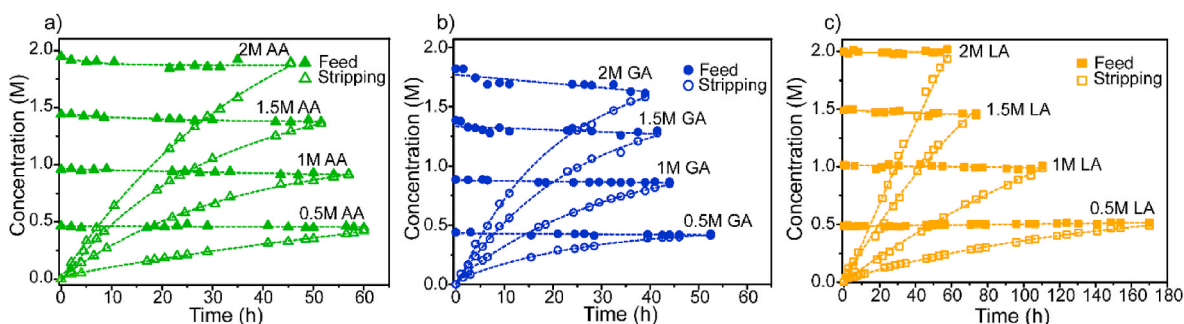 a)
2.0
1.5
1.0
0.5
0.0
Concentration (M)
0 10 20 30 40 50 60
Time (h)
2M AA
Feed
Stripping
1.5M AA
1M AA
0.5M AA
b)
2.0
1.5
1.0
0.5
0.0
Concentration (M)
0 10 20 30 40 50 60
Time (h)
2M GA
Feed
Stripping
1.5M GA
1M GA
0.5M GA
c)
2.0
1.5
1.0
0.5
0.0
Concentration (M)
0 20 40 60 80 100 120 140 160 180
Time (h)
2M LA
Feed
Stripping
1.5M LA
1M LA
0.5M LA